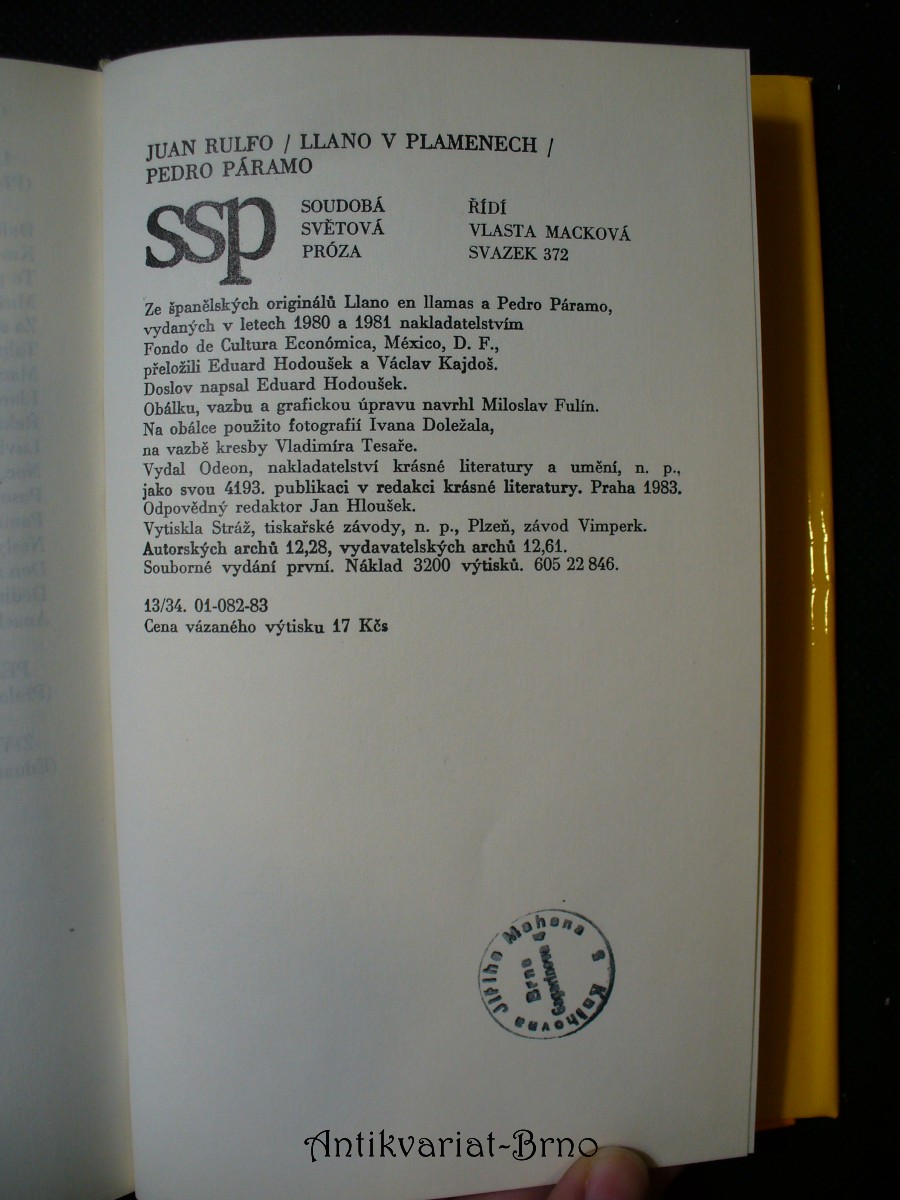 JUAN RULFO / LLANO V PLAMENECH /
PEDRO PÁRAMO
ssp
SOUDOBÁ
SVĚTOVÁ
PRÓZA
ŘÍDÍ
VLASTA MACKOVÁ
SVAZEK 372
Ze španělských originálů Llano en llamas a Pedro Páramo,
vydaných v letech 1980 a 1981 nakladatelstvím
Fondo de Cultura Económica, México, D. F.,
přeložili Eduard Hodoušek a Václav Kajdoš.
Doslov napsal Eduard Hodoušek.
Obálku, vazbu a grafickou úpravu navrhl Miloslav Fulín.
Na obálce použito fotografií Ivana Doležala,
na vazbě kresby Vladimíra Tesaře.
Vydal Odeon, nakladatelství krásné literatury a umění, n. p.,
jako svou 4193. publikaci v redakci krásné literatury. Praha 1983.
Odpovědný redaktor Jan Hloušek.
Vytiskla Stráž, tiskařské závody, n. p., Plzeň, závod Vimperk.
Autorských archů 12,28, vydavatelských archů 12,61.
Souborné vydání první. Náklad 3200 výtisků. 605 22 846.
13/34. 01-082-83
Cena vázaného výtisku 17 Kčs
Knihovna Jiřího Mahena
Brno
Antikvariat-Brno